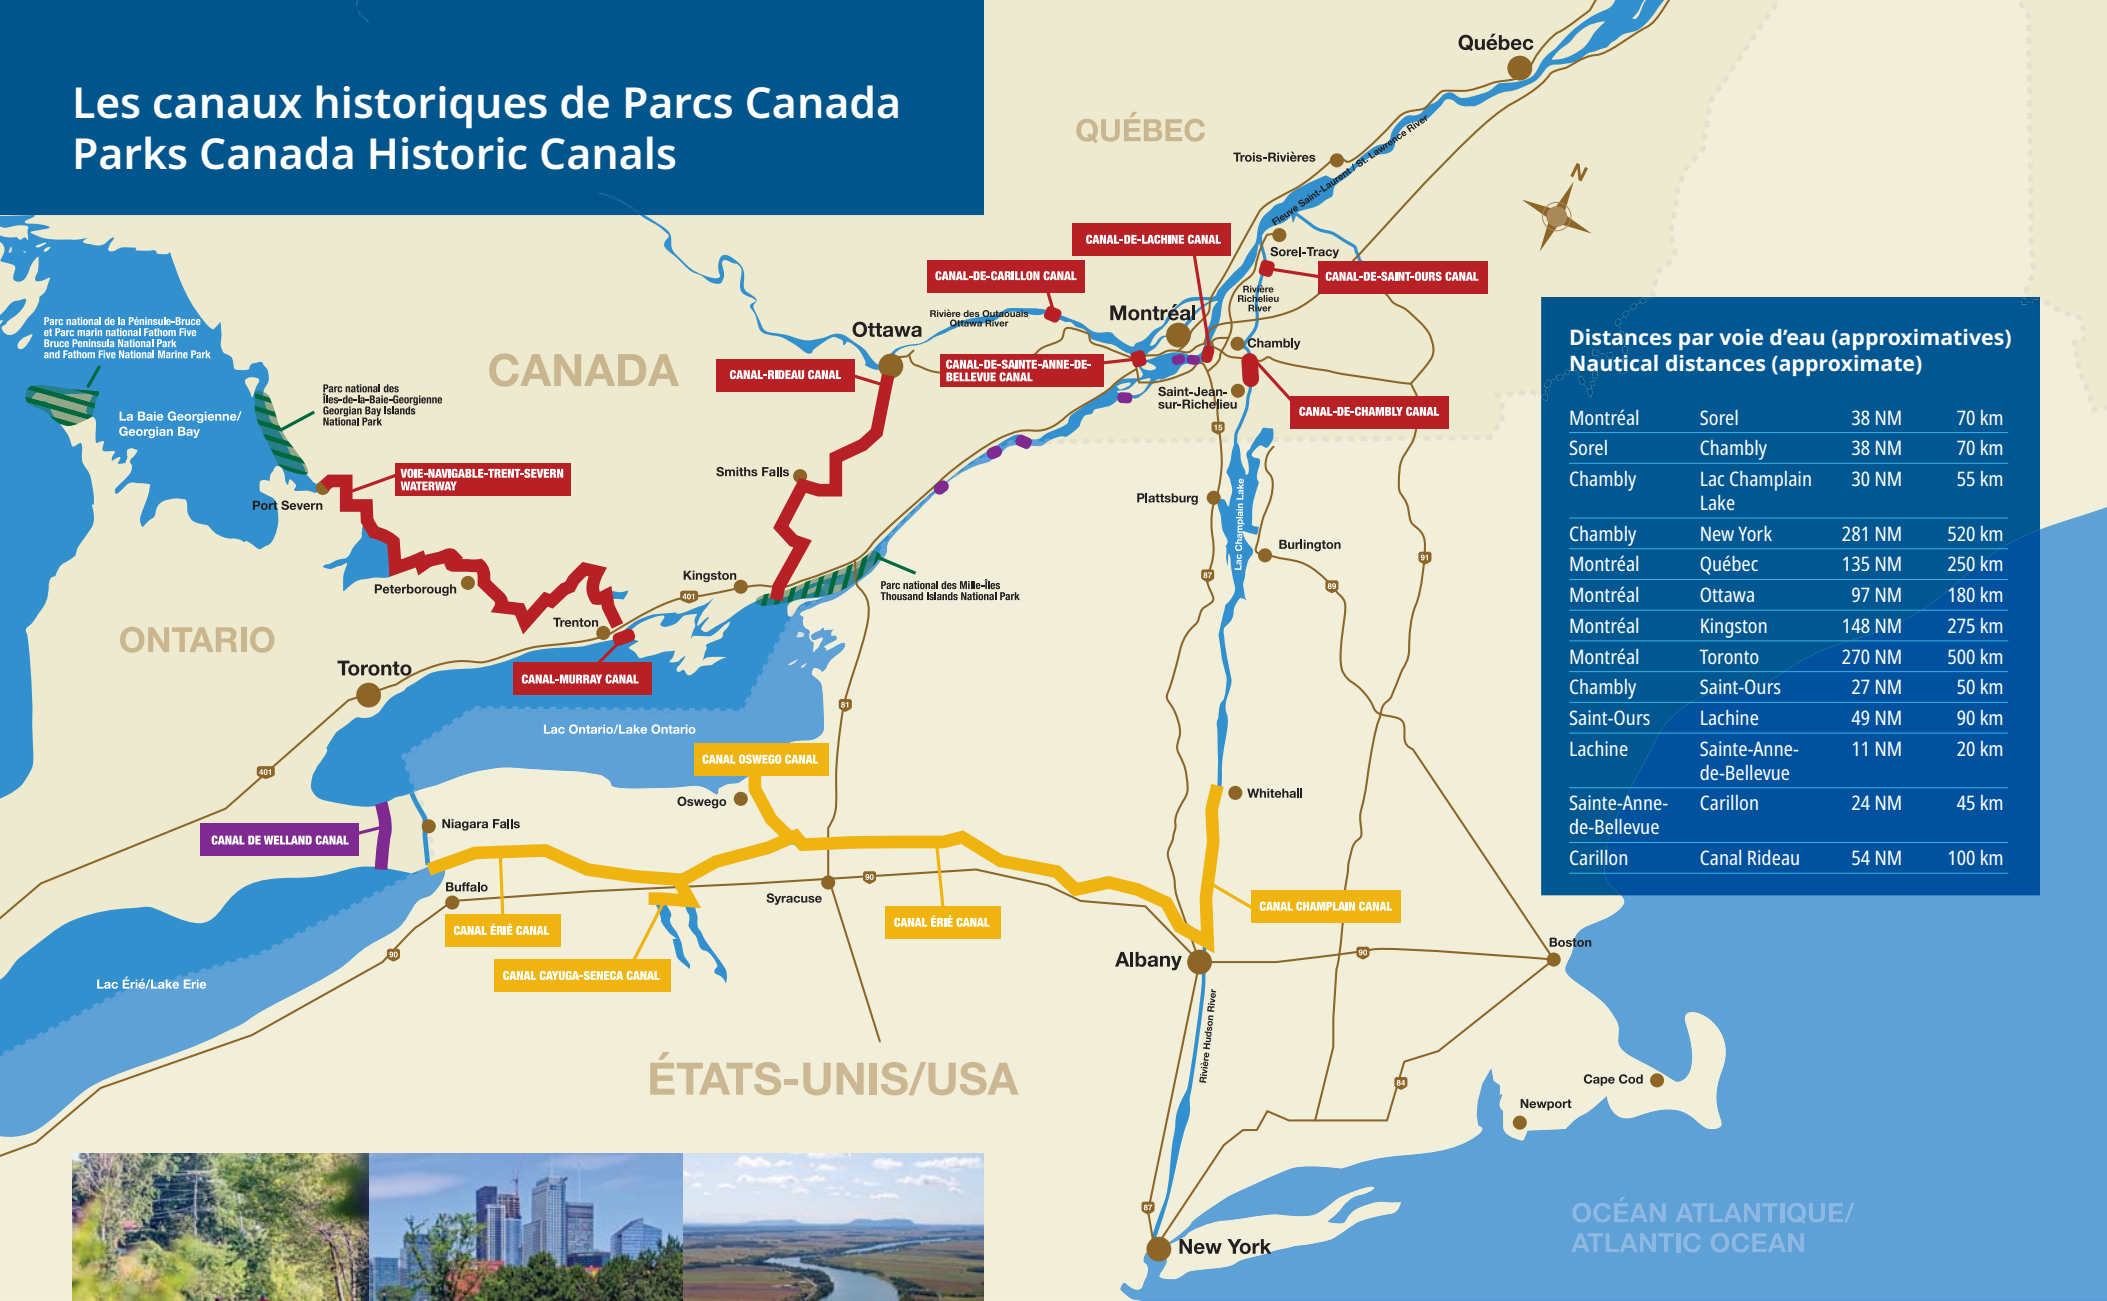 Les canaux historiques de Parcs Canada
Parks Canada Historic Canals
Québec
QUÉBEC
Trois-Rivières
Fleuve Saint-Laurent / St. Lawrence River
N
CANAL-DE-LACHINE CANAL
Sorel-Tracy
CANAL-DE-CARILLON CANAL
CANAL-DE-SAINT-OURS CANAL
Rivière
Richelieu
River
Rivière des Outaouais
Ottawa River
Montréal
Ottawa
Chambly
CANADA
CANAL-RIDEAU CANAL
CANAL-DE-SAINTE-ANNE-DE-
BELLEVUE CANAL
Saint-Jean-
sur-Richelieu
CANAL-DE-CHAMBLY CANAL
15
Parc national de la Péninsule-Bruce
et Parc marin national Fathom Five
Bruce Peninsula National Park
and Fathom Five National Marine Park
La Baie Georgienne/
Georgian Bay
Parc national des
Îles-de-la-Baie-Georgienne
Georgian Bay Islands
National Park
VOIE-NAVIGABLE-TRENT-SEVERN
WATERWAY
Port Severn
Smiths Falls
Plattsburg
Lac Champlain Lake
Burlington
91
87
89
Peterborough
Kingston
401
Parc national des Mille-Îles
Thousand Islands National Park
Trenton
ONTARIO
Toronto
CANAL-MURRAY CANAL
81
Lac Ontario/Lake Ontario
CANAL OSWEGO CANAL
401
Oswego
Whitehall
Niagara Falls
CANAL DE WELLAND CANAL
Buffalo
90
Syracuse
CANAL ÉRIÉ CANAL
CANAL ÉRIÉ CANAL
CANAL CHAMPLAIN CANAL
90
CANAL CAYUGA-SENECA CANAL
Albany
90
Boston
Lac Érié/Lake Erie
Rivière Hudson River
ÉTATS-UNIS/USA
84
Cape Cod
Newport
87
New York
OCÉAN ATLANTIQUE/
ATLANTIC OCEAN
Distances par voie d'eau (approximatives)
Nautical distances (approximate)
Montréal Sorel 38 NM 70 km
Sorel Chambly 38 NM 70 km
Chambly Lac Champlain 30 NM 55 km
Lake
Chambly New York 281 NM 520 km
Montréal Québec 135 NM 250 km
Montréal Ottawa 97 NM 180 km
Montréal Kingston 148 NM 275 km
Montréal Toronto 270 NM 500 km
Chambly Saint-Ours 27 NM 50 km
Saint-Ours Lachine 49 NM 90 km
Lachine Sainte-Anne- 11 NM 20 km
de-Bellevue
Sainte-Anne- Carillon 24 NM 45 km
de-Bellevue
Carillon Canal Rideau 54 NM 100 km